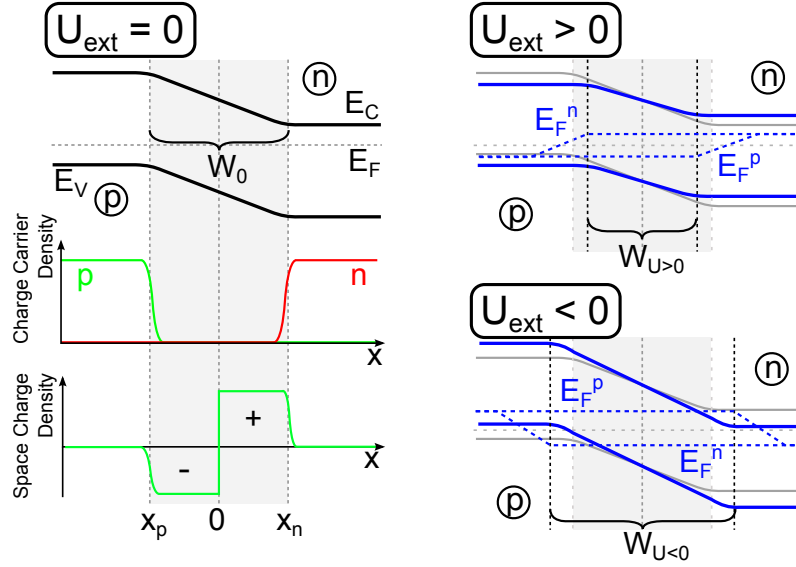 U_ext = 0
n
E_C
W_0
E_F
E_V
p
Charge Carrier
Density
p
n
x
Space Charge
Density
+
-
x
x_p
0
x_n
U_ext > 0
n
E_F^n
E_F^p
p
W_U>0
U_ext < 0
n
E_F^p
E_F^n
p
W_U<0